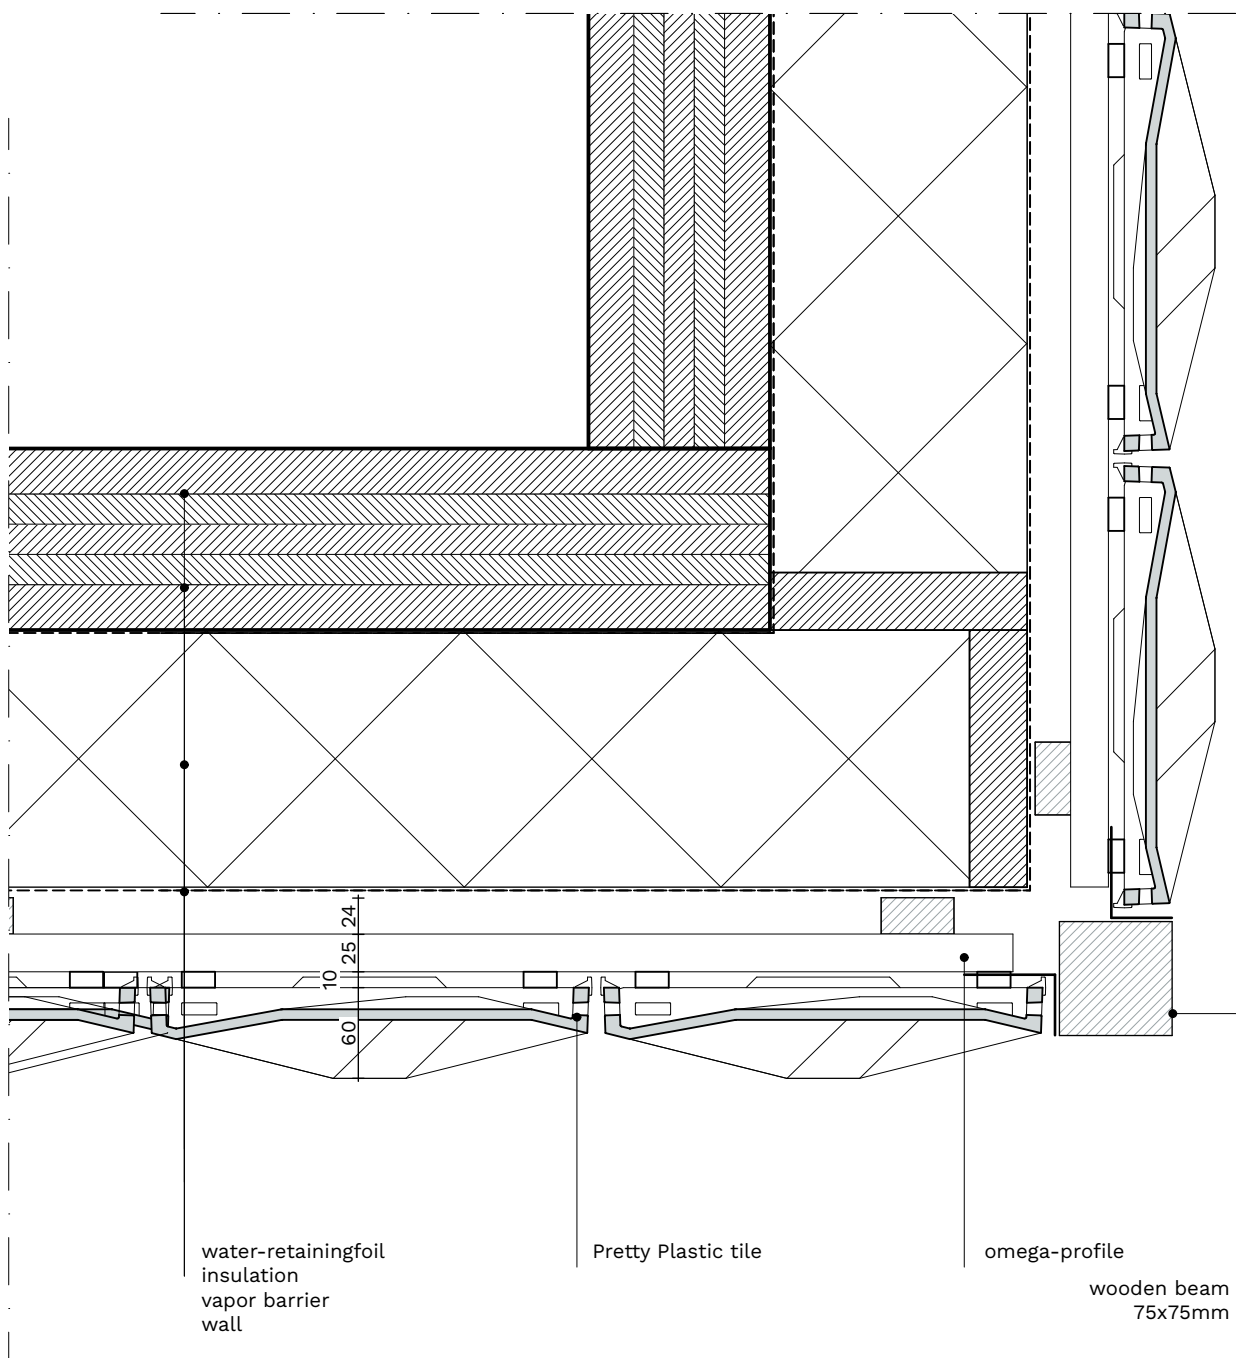 24
25
10
60
water-retainingfoil
insulation
vapor barrier
wall
Pretty Plastic tile
omega-profile
wooden beam
75x75mm